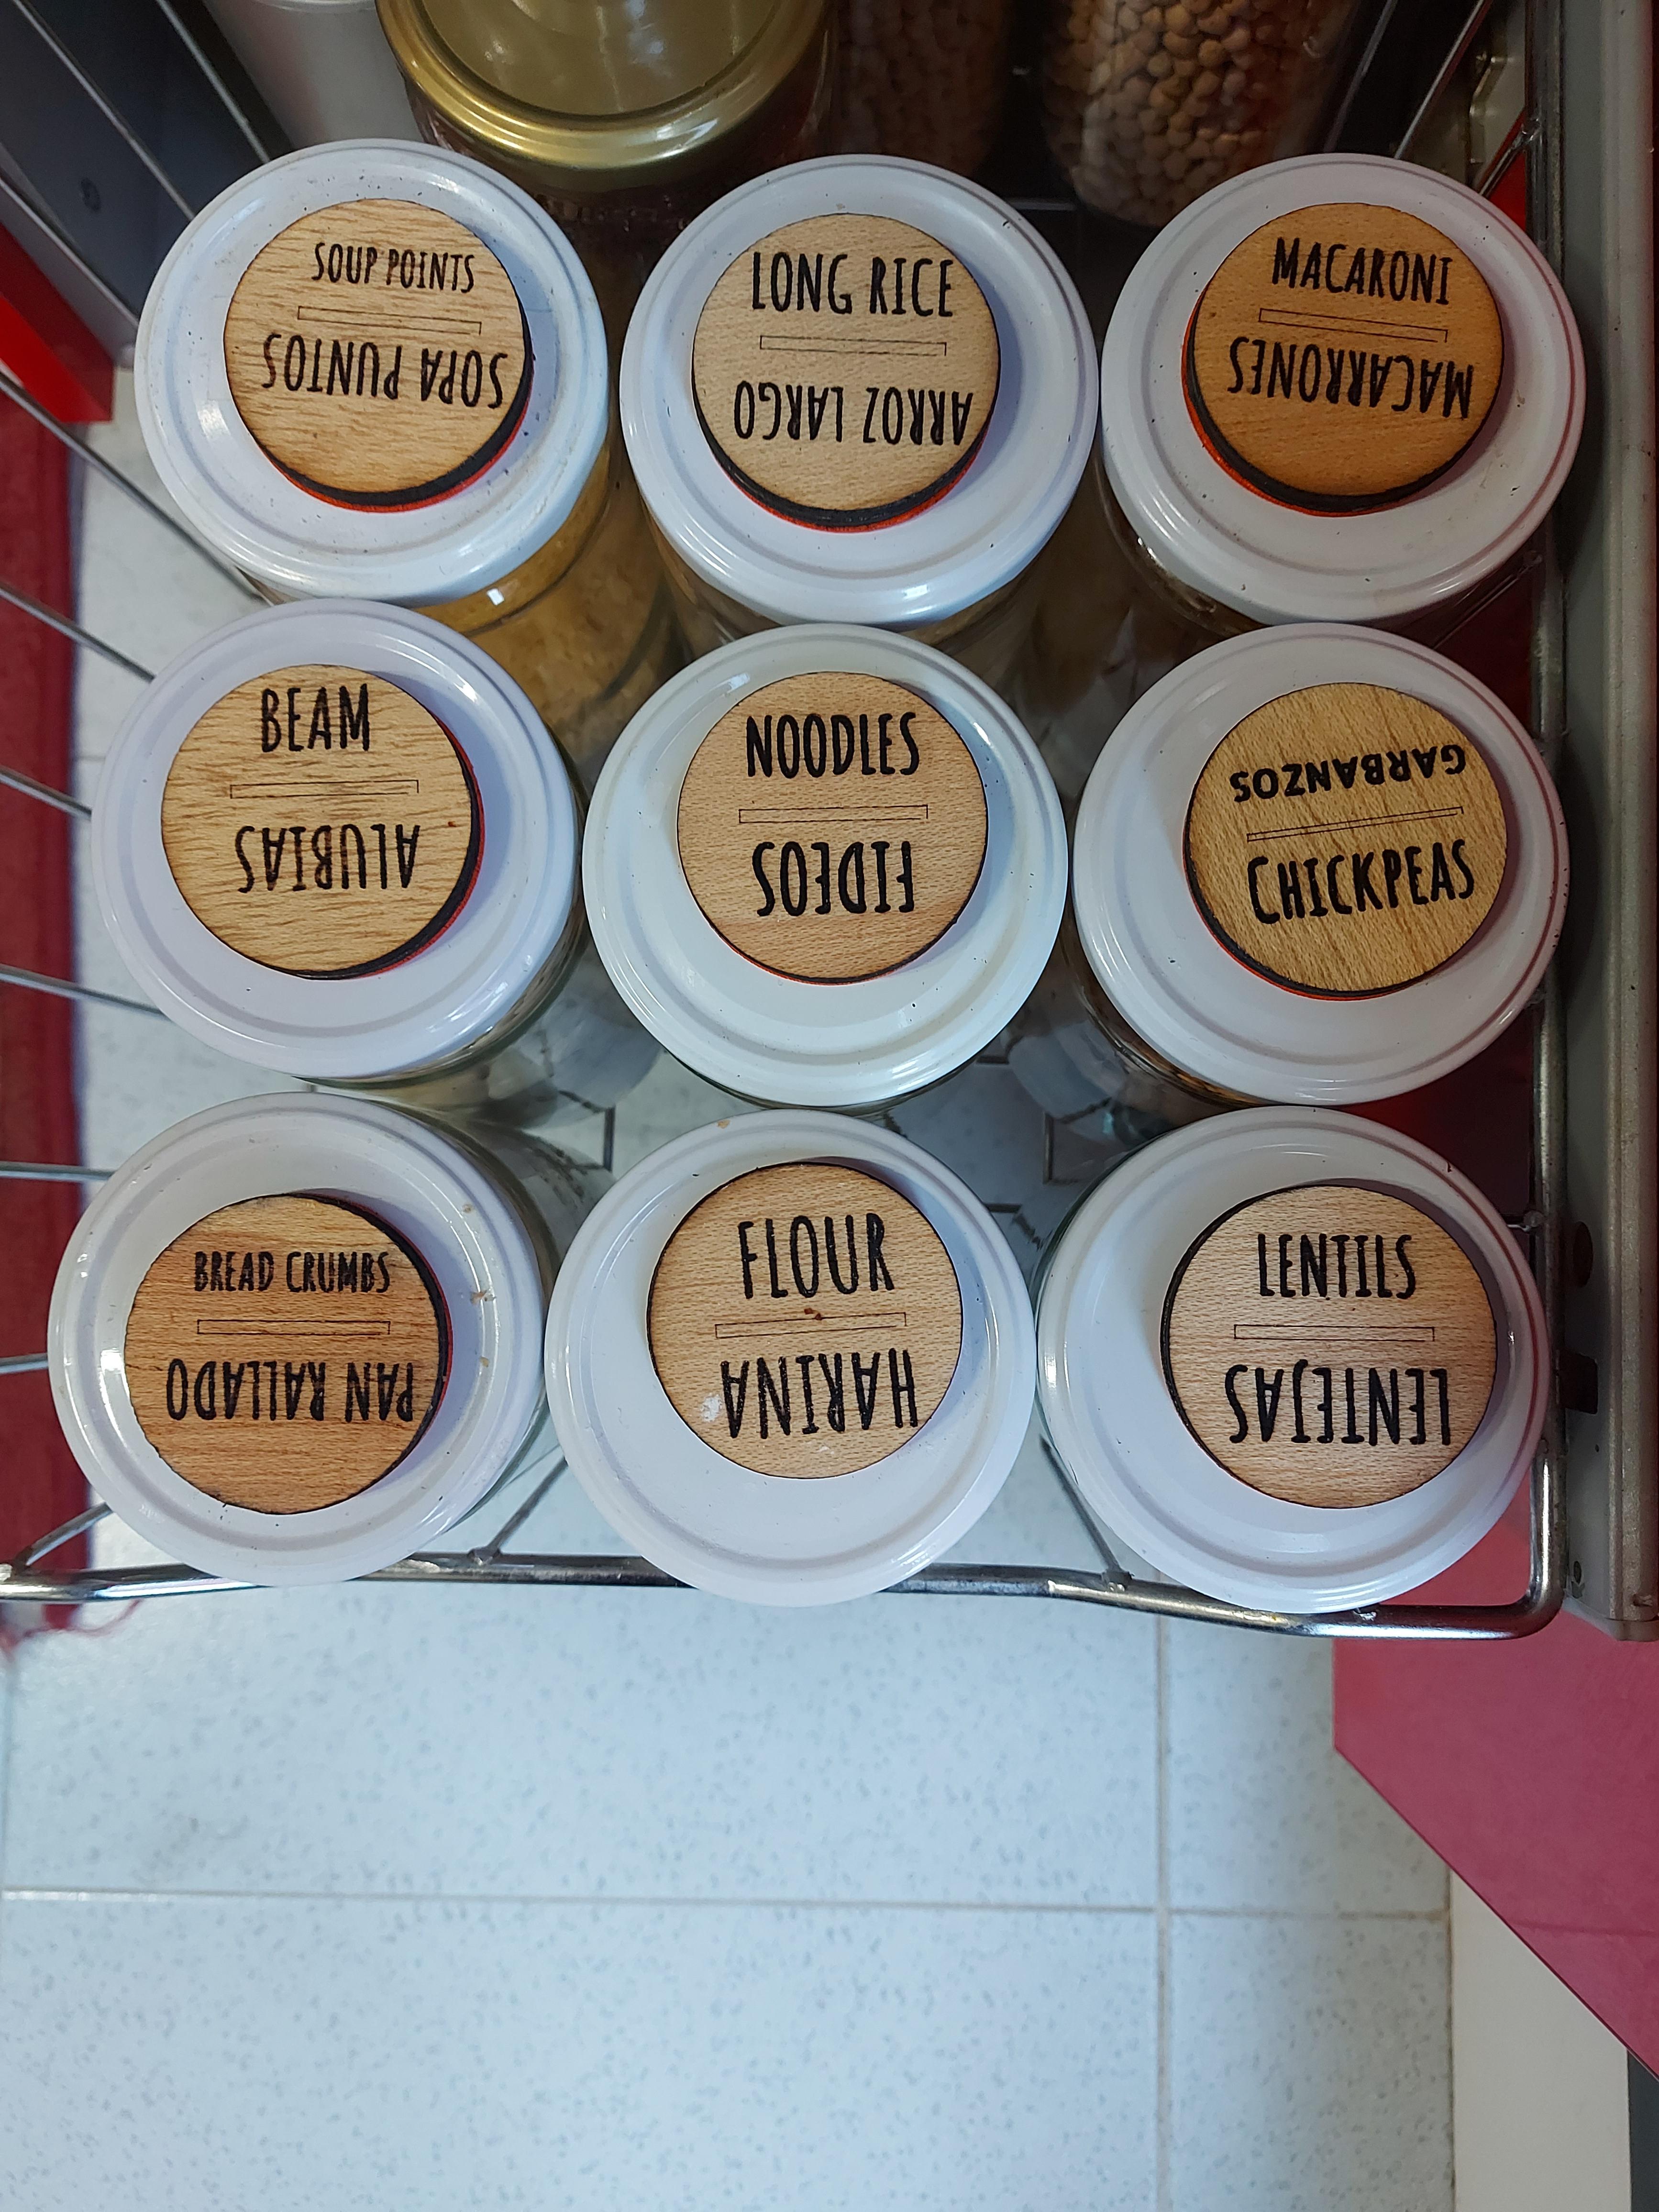 SOUP POINTS
SOPA PUNTOS
LONG RICE
ARROZ LARGO
MACARONI
MACARRONES
BEAM
ALUBIAS
NOODLES
FIDEOS
GARBANZOS
CHICKPEAS
BREAD CRUMBS
PAN RALLADO
FLOUR
HARINA
LENTILS
LENTEJAS